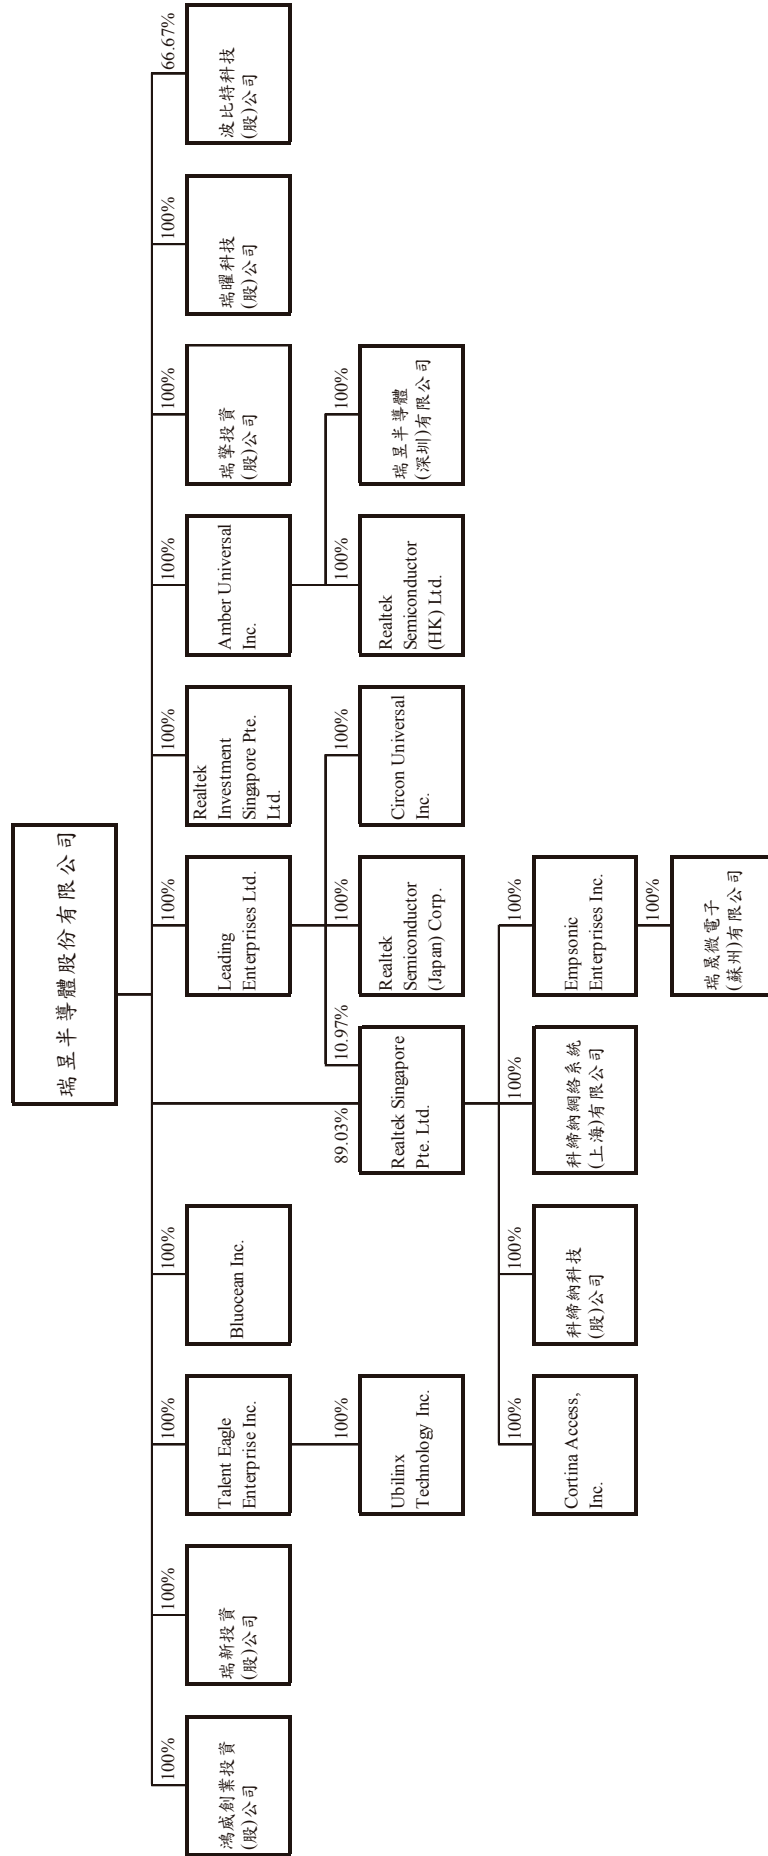 瑞昱半導體股份有限公司
100%
100%
100%
100%
100%
100%
100%
100%
100%
66.67%
鴻威創業投資
(股)公司
瑞新投資
(股)公司
Talent Eagle
Enterprise Inc.
Bluocean Inc.
Leading
Enterprises Ltd.
Realtek
Investment
Singapore Pte.
Ltd.
Amber Universal
Inc.
瑞擎投資
(股)公司
瑞曜科技
(股)公司
波比特科技
(股)公司
100%
89.03%
10.97%
100%
100%
100%
100%
Ubilinx
Technology Inc.
Realtek Singapore
Pte. Ltd.
Realtek
Semiconductor
(Japan) Corp.
Circon Universal
Inc.
Realtek
Semiconductor
(HK) Ltd.
瑞昱半導體
(深圳)有限公司
100%
100%
100%
100%
Cortina Access,
Inc.
科締納科技
(股)公司
科締納網絡系統
(上海)有限公司
Empsonic
Enterprises Inc.
100%
瑞晟微電子
(蘇州)有限公司